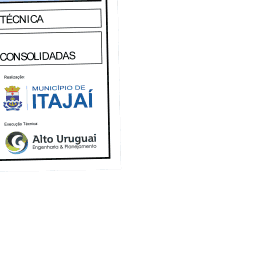 TÉCNICA
CONSOLIDADAS
Realização:
MUNICÍPIO DE
ITAJAÍ
Execução Técnica:
Alto Uruguai
Engenharia & Planejamento